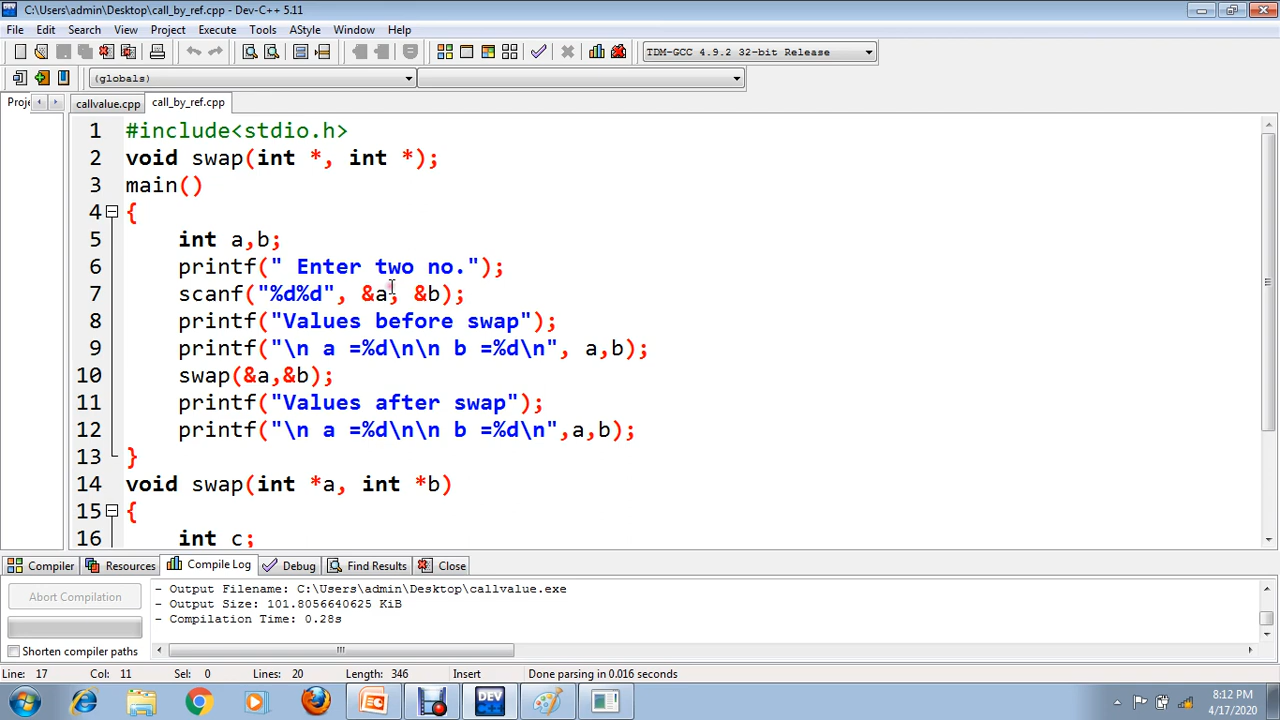 C:\Users\admin\Desktop\call_by_ref.cpp - Dev-C++ 5.11
File Edit Search View Project Execute Tools AStyle Window Help
TDM-GCC 4.9.2 32-bit Release
(globals)
Proje callvalue.cpp call_by_ref.cpp
1 #include<stdio.h>
2 void swap(int *, int *);
3 main()
4 {
5 int a,b;
6 printf(" Enter two no.");
7 scanf("%d%d", &a, &b);
8 printf("Values before swap");
9 printf("\n a =%d\n\n b =%d\n", a,b);
10 swap(&a,&b);
11 printf("Values after swap");
12 printf("\n a =%d\n\n b =%d\n",a,b);
13 }
14 void swap(int *a, int *b)
15 {
16 int c;
Compiler Resources Compile Log Debug Find Results Close
Abort Compilation
Shorten compiler paths
- Output Filename: C:\Users\admin\Desktop\callvalue.exe
- Output Size: 101.8056640625 KiB
- Compilation Time: 0.28s
Line: 17 Col: 11 Sel: 0 Lines: 20 Length: 346 Insert Done parsing in 0.016 seconds
DEV
8:12 PM
4/17/2020